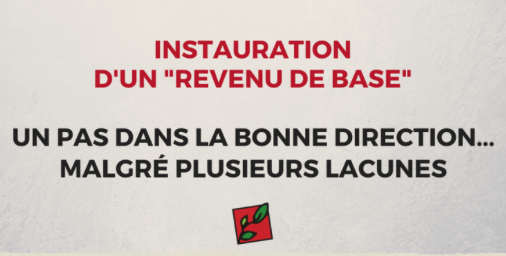 INSTAURATION
D'UN "REVENU DE BASE"
UN PAS DANS LA BONNE DIRECTION...
MALGRÉ PLUSIEURS LACUNES